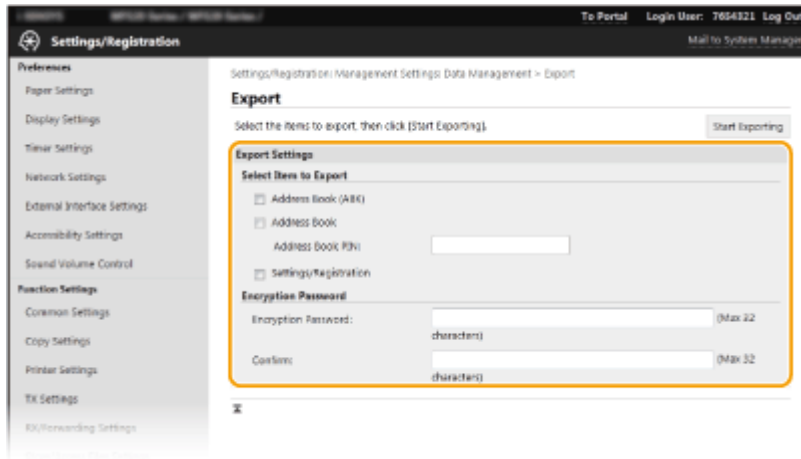 To Portal Login User: 7654321 Log Out
Settings/Registration
Mail to System Manager
Preferences
Paper Settings
Display Settings
Timer Settings
Network Settings
External Interface Settings
Accessibility Settings
Sound Volume Control
Function Settings
Common Settings
Copy Settings
Printer Settings
TX Settings
RX/Forwarding Settings
Settings/Registration: Management Settings: Data Management > Export
Export
Select the items to export, then click [Start Exporting].
Start Exporting
Export Settings
Select Item to Export
Address Book (ABK)
Address Book
Address Book PIN:
Settings/Registration
Encryption Password
Encryption Password: (Max 32
characters)
Confirm: (Max 32
characters)